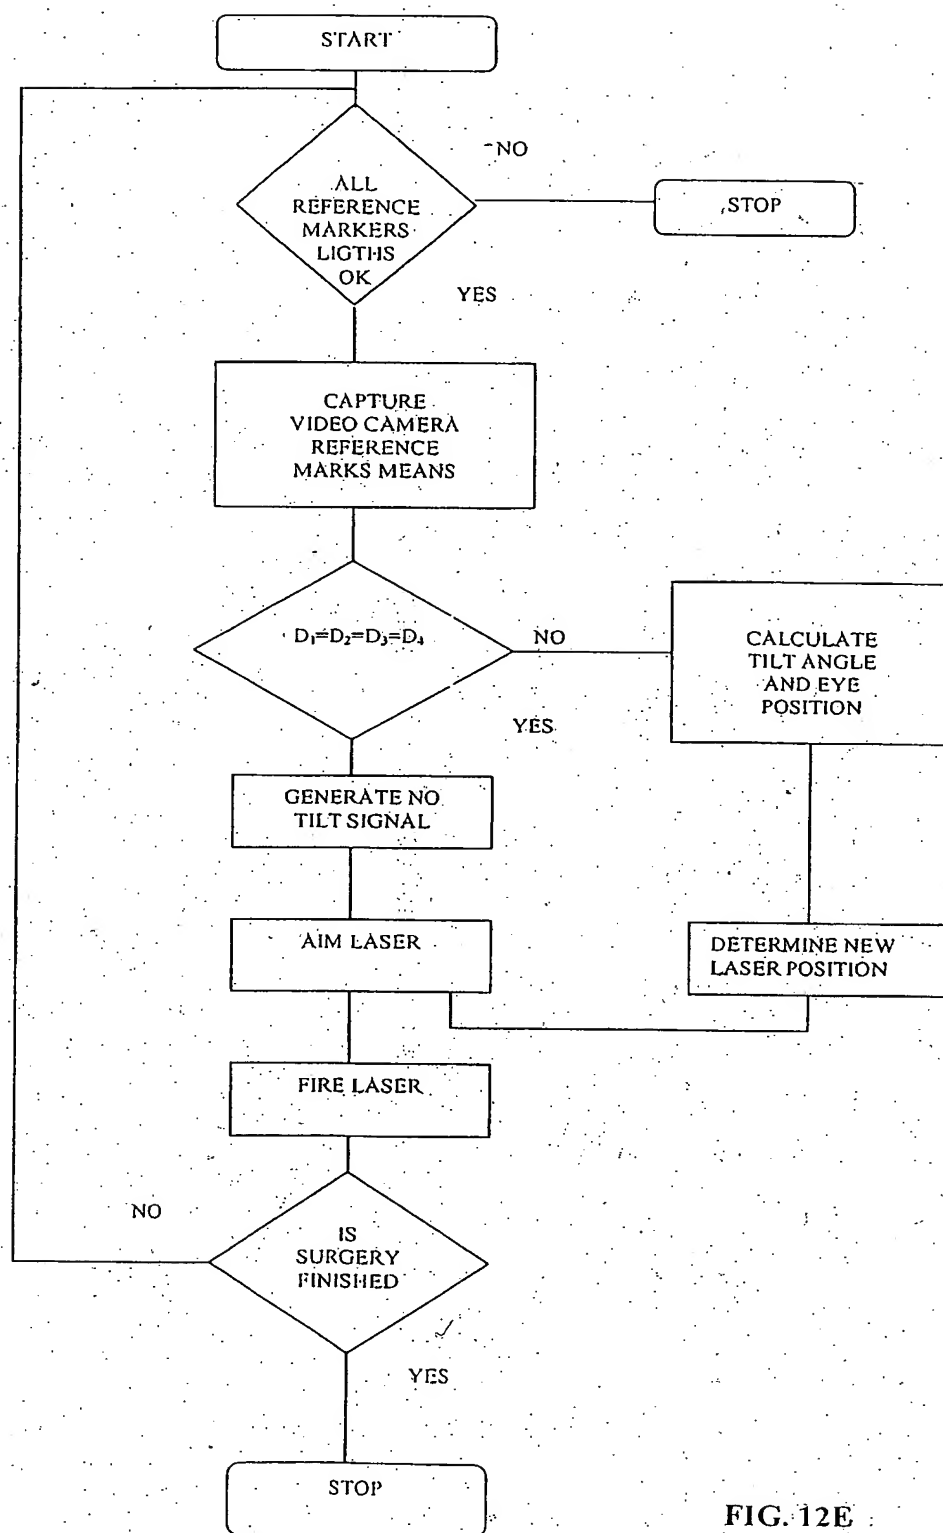 START
NO
ALL
REFERENCE
MARKERS
LIGTHS
OK
STOP
YES
CAPTURE
VIDEO CAMERA
REFERENCE
MARKS MEANS
D₁=D₂=D₃=D₄
NO
CALCULATE
TILT ANGLE
AND EYE
POSITION
YES
GENERATE NO
TILT SIGNAL
AIM LASER
DETERMINE NEW
LASER POSITION
FIRE LASER
NO
IS
SURGERY
FINISHED
YES
STOP
FIG. 12E